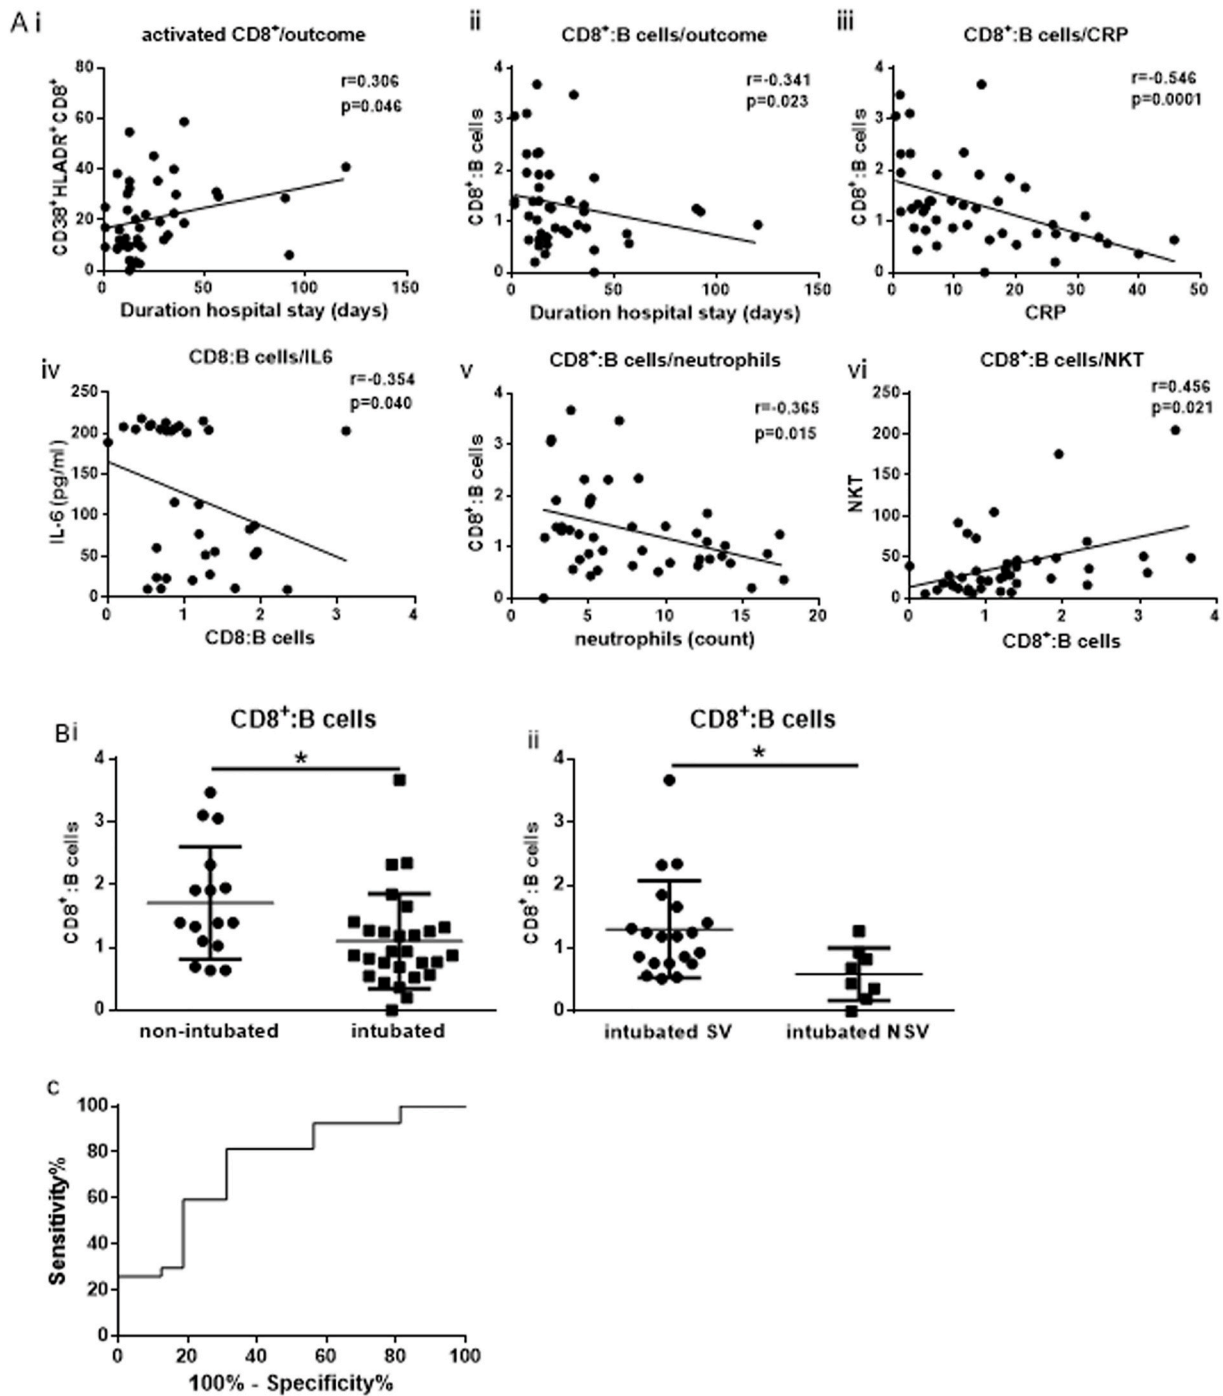 A i
activated CD8⁺/outcome
r=0.306
p=0.046
CD38⁺HLADR⁺CD8⁺
80
60
40
20
0
0 50 100 150
Duration hospital stay (days)
ii
CD8⁺:B cells/outcome
r=-0.341
p=0.023
CD8⁺:B cells
4
3
2
1
0
0 50 100 150
Duration hospital stay (days)
iii
CD8⁺:B cells/CRP
r=-0.546
p=0.0001
CD8⁺:B cells
4
3
2
1
0
0 10 20 30 40 50
CRP
iv
CD8:B cells/IL6
r=-0.354
p=0.040
IL-6 (pg/ml)
250
200
150
100
50
0
0 1 2 3 4
CD8:B cells
v
CD8⁺:B cells/neutrophils
r=-0.365
p=0.015
CD8⁺:B cells
4
3
2
1
0
0 5 10 15 20
neutrophils (count)
vi
CD8⁺:B cells/NKT
r=0.456
p=0.021
NKT
250
200
150
100
50
0
0 1 2 3 4
CD8⁺:B cells
B i
CD8⁺:B cells
*
CD8⁺:B cells
4
3
2
1
0
non-intubated intubated
ii
CD8⁺:B cells
*
CD8⁺:B cells
4
3
2
1
0
intubated SV intubated NSV
c
Sensitivity%
100
80
60
40
20
0
0 20 40 60 80 100
100% - Specificity%